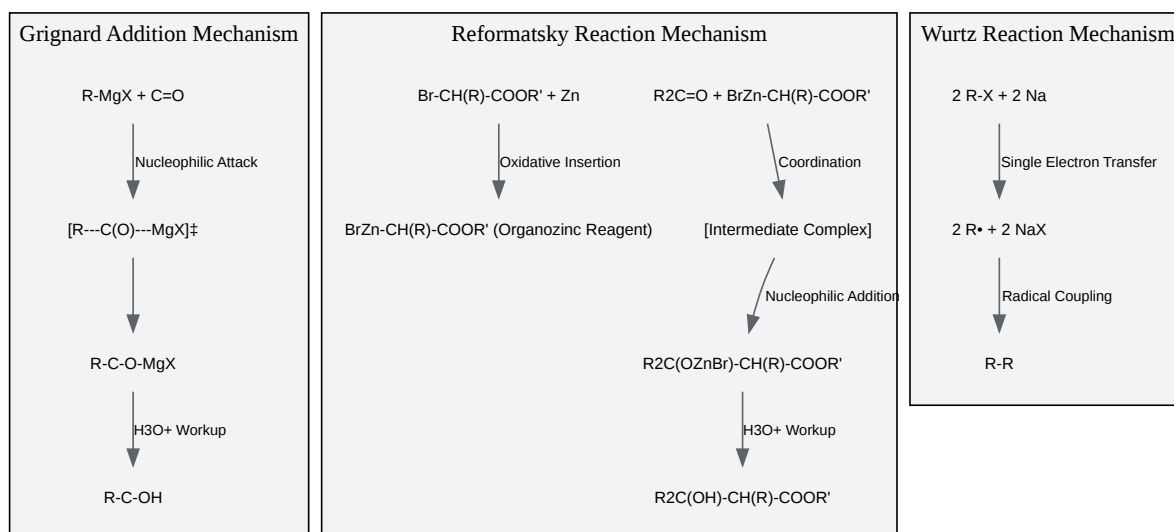 Grignard Addition Mechanism
R-MgX + C=O
Nucleophilic Attack
[R---C(O)---MgX]‡
R-C-O-MgX
H3O+ Workup
R-C-OH
Reformatsky Reaction Mechanism
Br-CH(R)-COOR' + Zn
Oxidative Insertion
BrZn-CH(R)-COOR' (Organozinc Reagent)
R2C=O + BrZn-CH(R)-COOR'
Coordination
[Intermediate Complex]
Nucleophilic Addition
R2C(OZnBr)-CH(R)-COOR'
H3O+ Workup
R2C(OH)-CH(R)-COOR'
Wurtz Reaction Mechanism
2 R-X + 2 Na
Single Electron Transfer
2 R• + 2 NaX
Radical Coupling
R-R